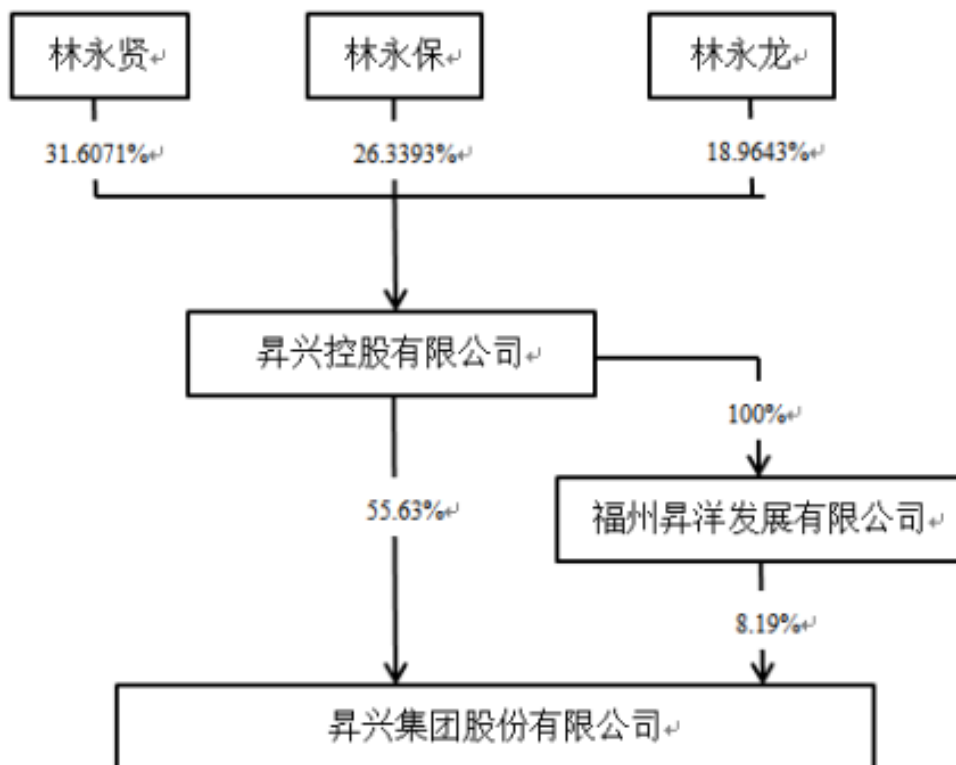 林永贤
林永保
林永龙
31.6071%
26.3393%
18.9643%
昇兴控股有限公司
100%
55.63%
福州昇洋发展有限公司
8.19%
昇兴集团股份有限公司